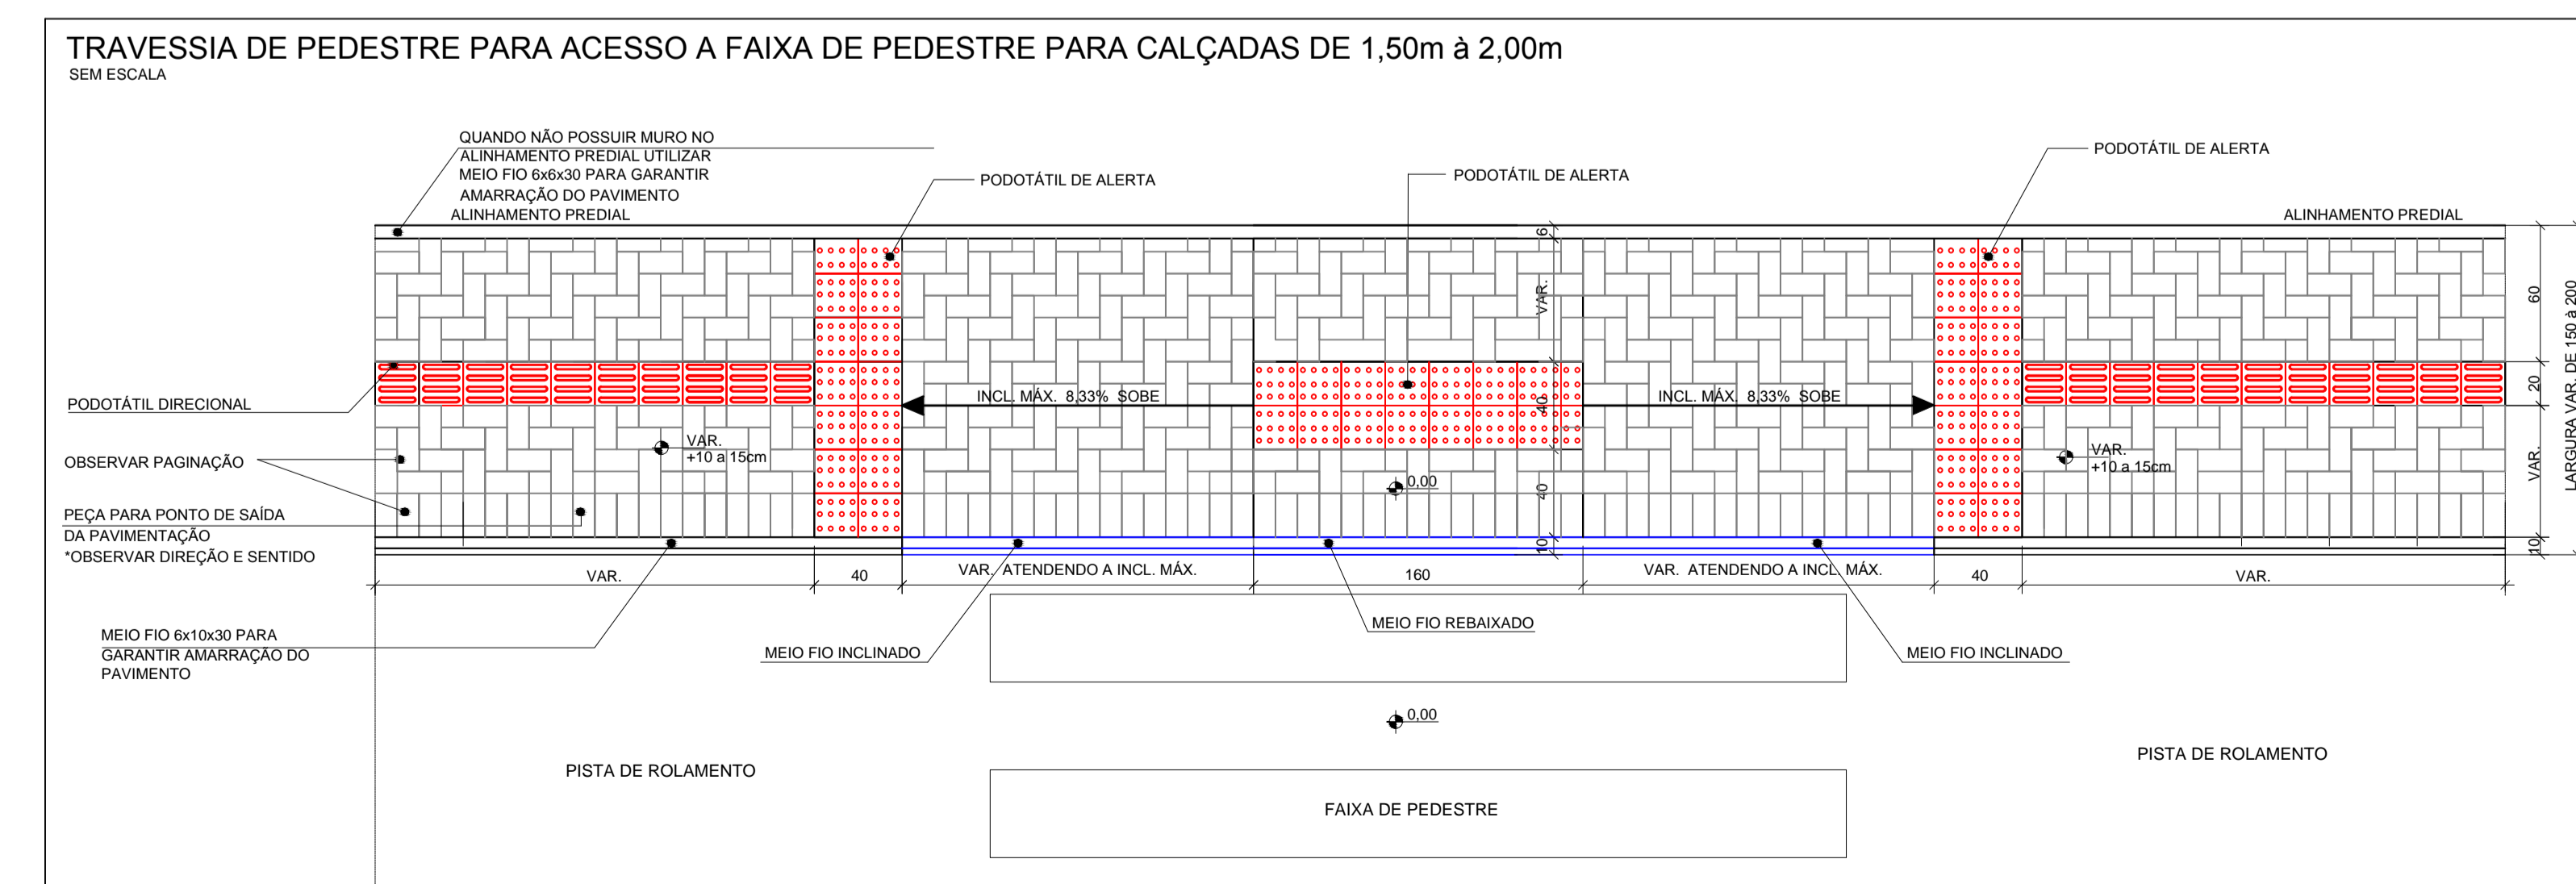 TRAVESSIA DE PEDESTRE PARA ACESSO A FAIXA DE PEDESTRE PARA CALÇADAS DE 1,50m à 2,00m
SEM ESCALA
QUANDO NÃO POSSUIR MURO NO
ALINHAMENTO PREDIAL UTILIZAR
MEIO FIO 6x6x30 PARA GARANTIR
AMARRAÇÃO DO PAVIMENTO
ALINHAMENTO PREDIAL
PODOTÁTIL DE ALERTA
PODOTÁTIL DE ALERTA
PODOTÁTIL DE ALERTA
ALINHAMENTO PREDIAL
6
VAR.
40
40
10
60
20
VAR.
10
LARGURA VAR. DE 150 à 200
PODOTÁTIL DIRECIONAL
INCL. MÁX. 8,33% SOBE
INCL. MÁX. 8,33% SOBE
OBSERVAR PAGINAÇÃO
VAR.
+10 a 15cm
0,00
VAR.
+10 a 15cm
PEÇA PARA PONTO DE SAÍDA
DA PAVIMENTAÇÃO
*OBSERVAR DIREÇÃO E SENTIDO
VAR.
40
VAR. ATENDENDO A INCL. MÁX.
160
VAR. ATENDENDO A INCL. MÁX.
40
VAR.
MEIO FIO 6x10x30 PARA
GARANTIR AMARRAÇÃO DO
PAVIMENTO
MEIO FIO INCLINADO
MEIO FIO REBAIXADO
MEIO FIO INCLINADO
0,00
PISTA DE ROLAMENTO
PISTA DE ROLAMENTO
FAIXA DE PEDESTRE